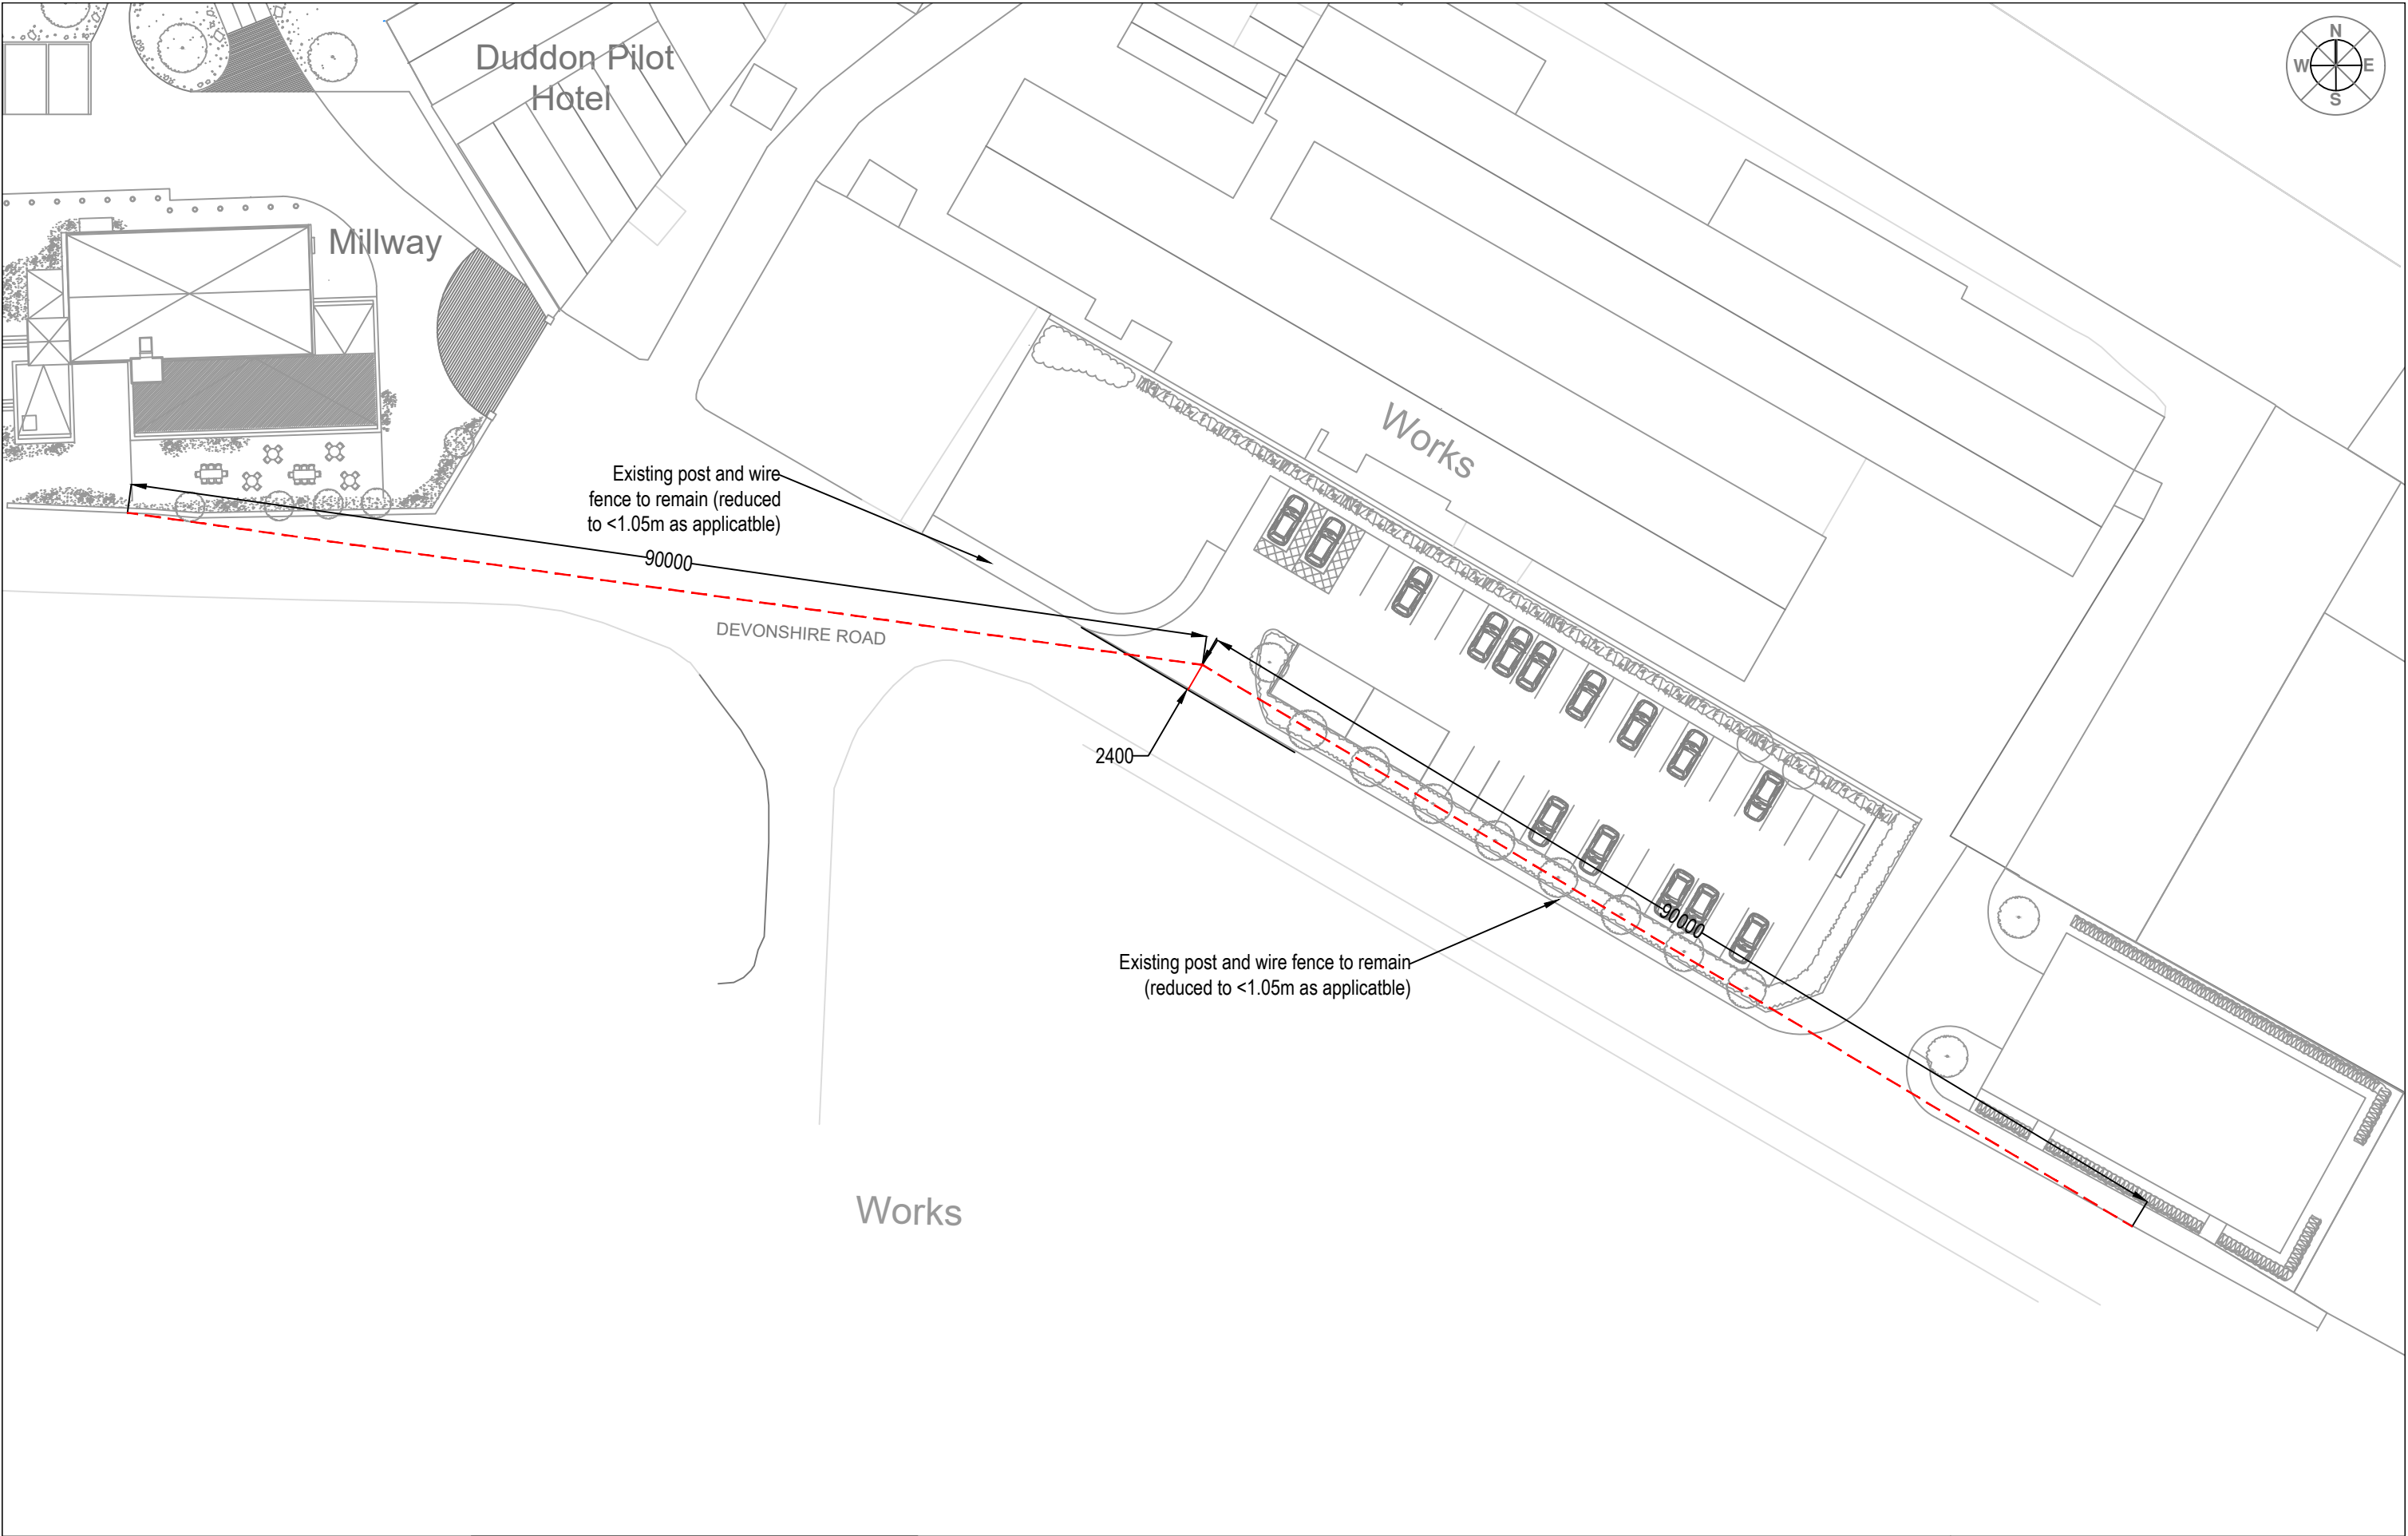 Duddon Pilot
Hotel
N
W
E
S
Millway
Works
Existing post and wire
fence to remain (reduced
to <1.05m as applicatble)
90000
DEVONSHIRE ROAD
2400
90000
Existing post and wire fence to remain
(reduced to <1.05m as applicatble)
Works